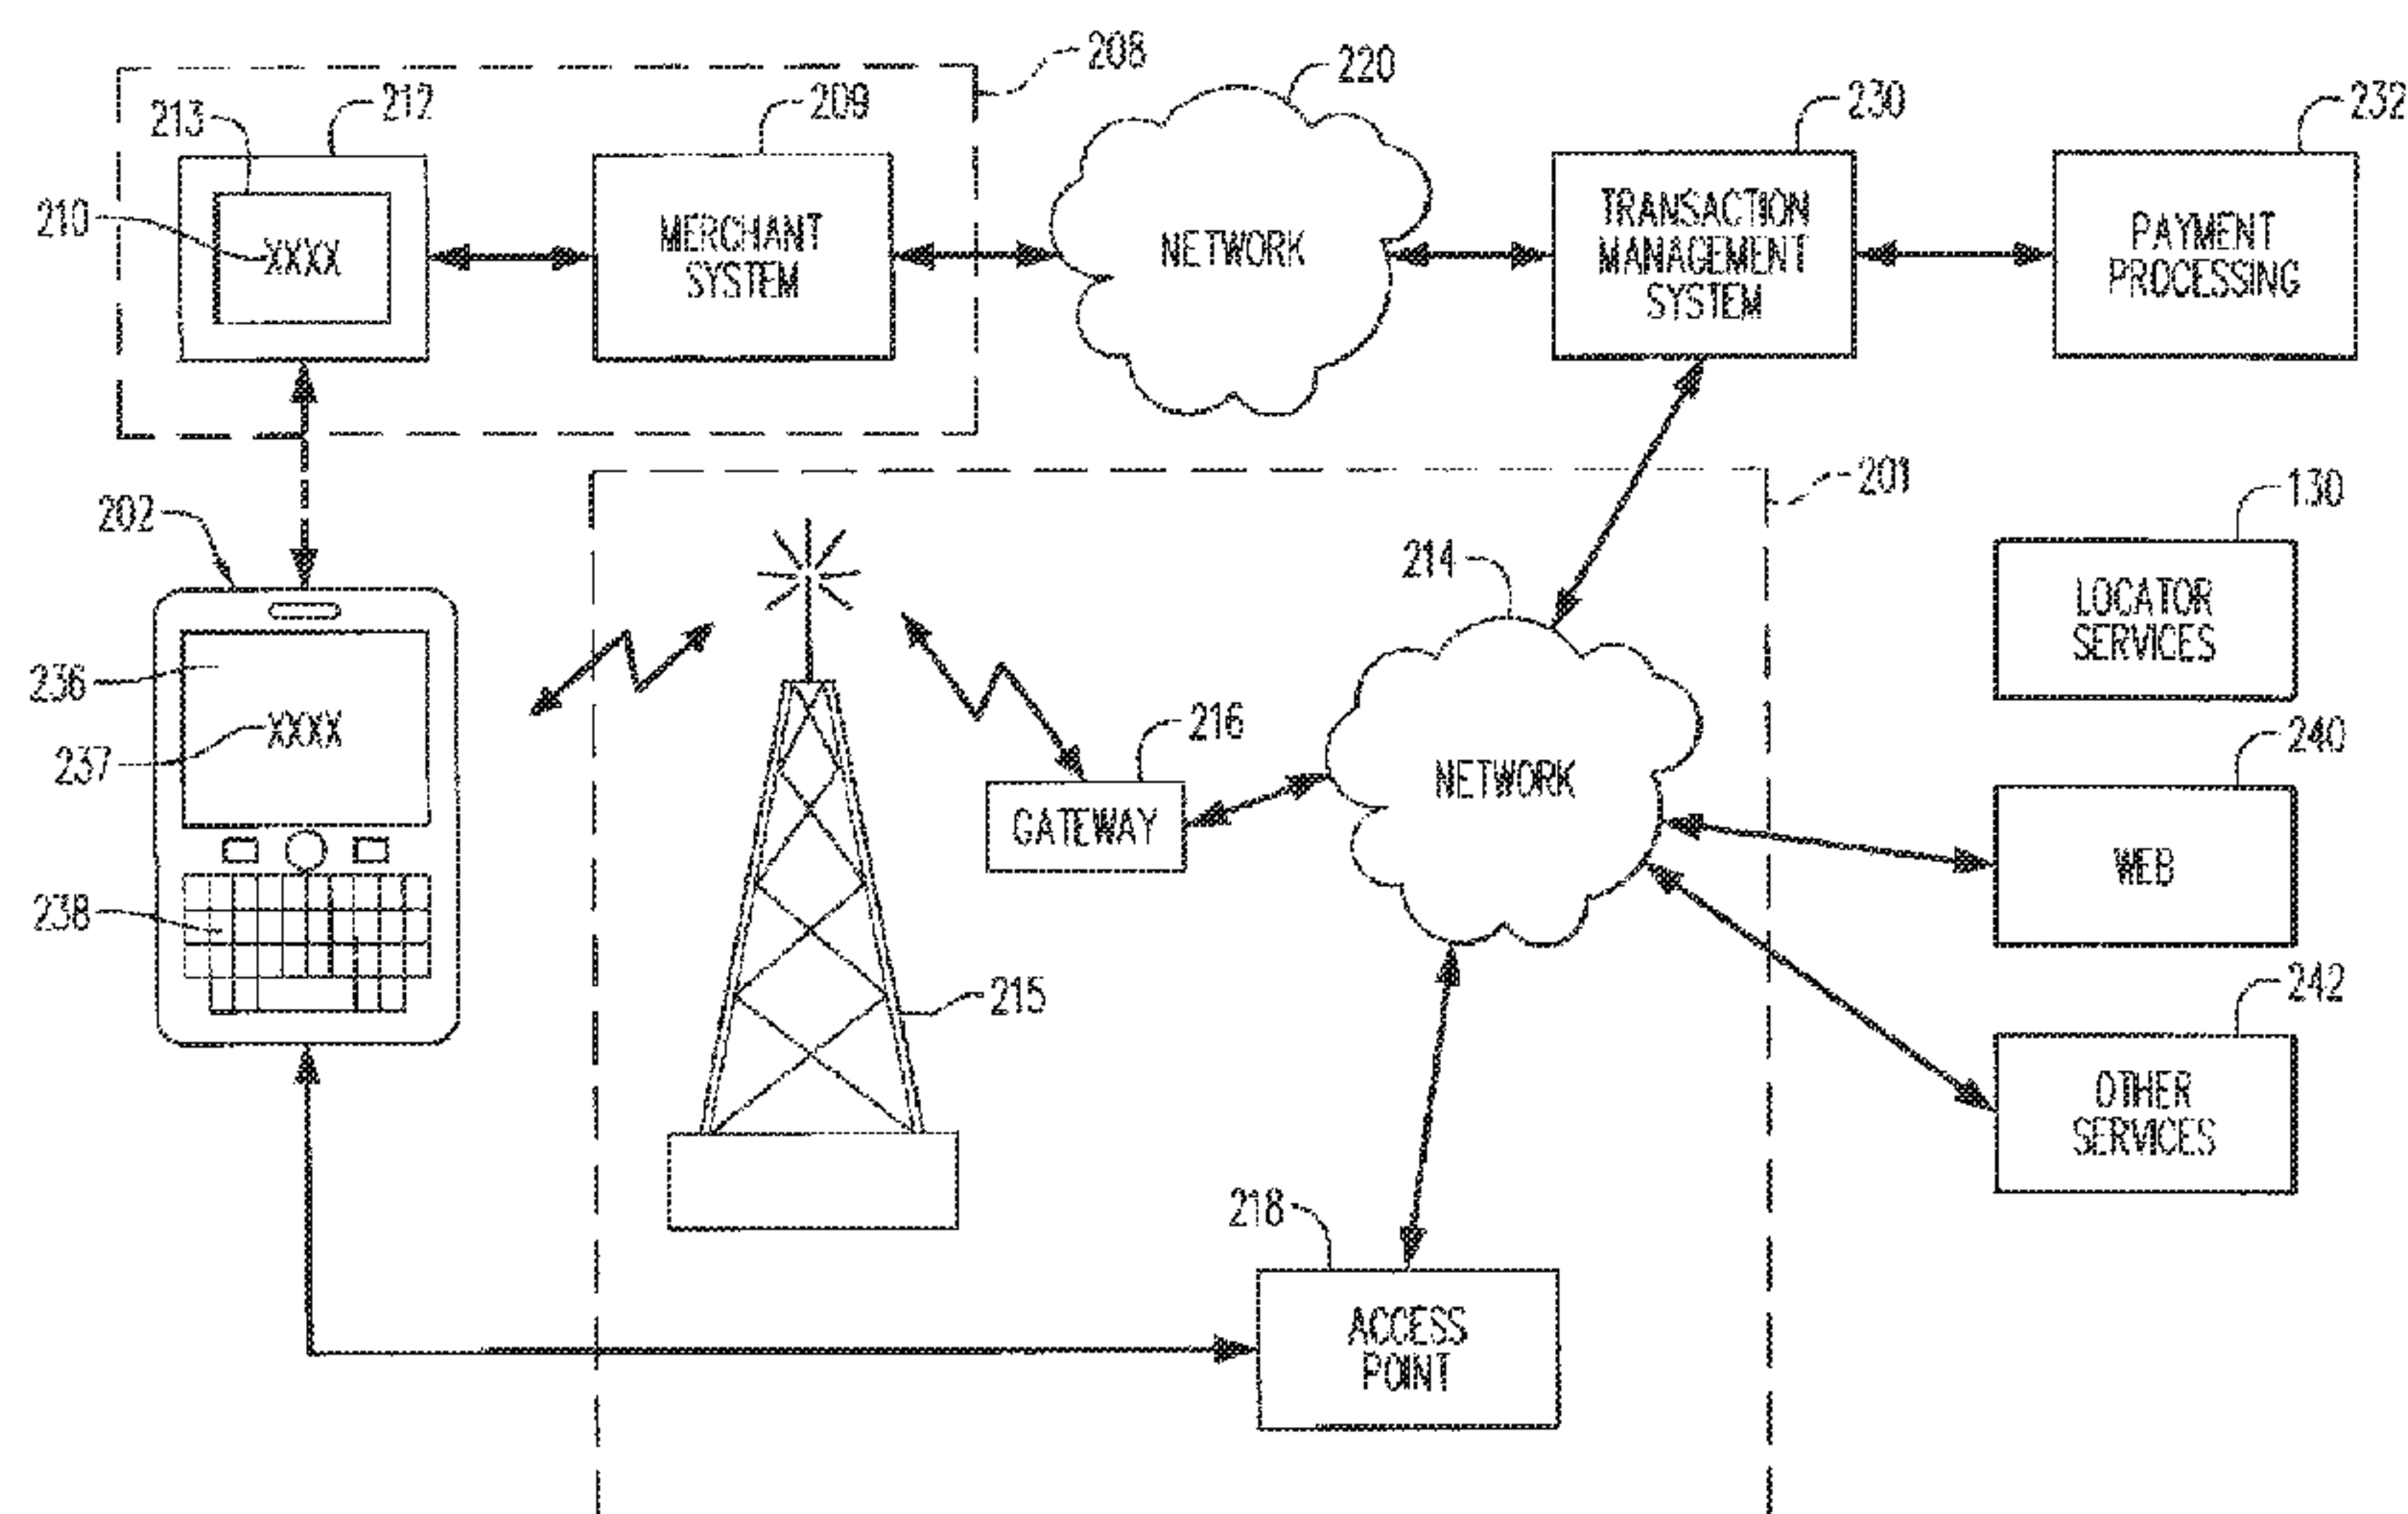 208
220
212
209
230
232
213
210
XXXX
MERCHANT
SYSTEM
NETWORK
TRANSACTION
MANAGEMENT
SYSTEM
PAYMENT
PROCESSING
201
130
202
214
LOCATOR
SERVICES
236
XXXX
237
216
240
GATEWAY
NETWORK
WEB
238
215
242
OTHER
SERVICES
218
ACCESS
POINT